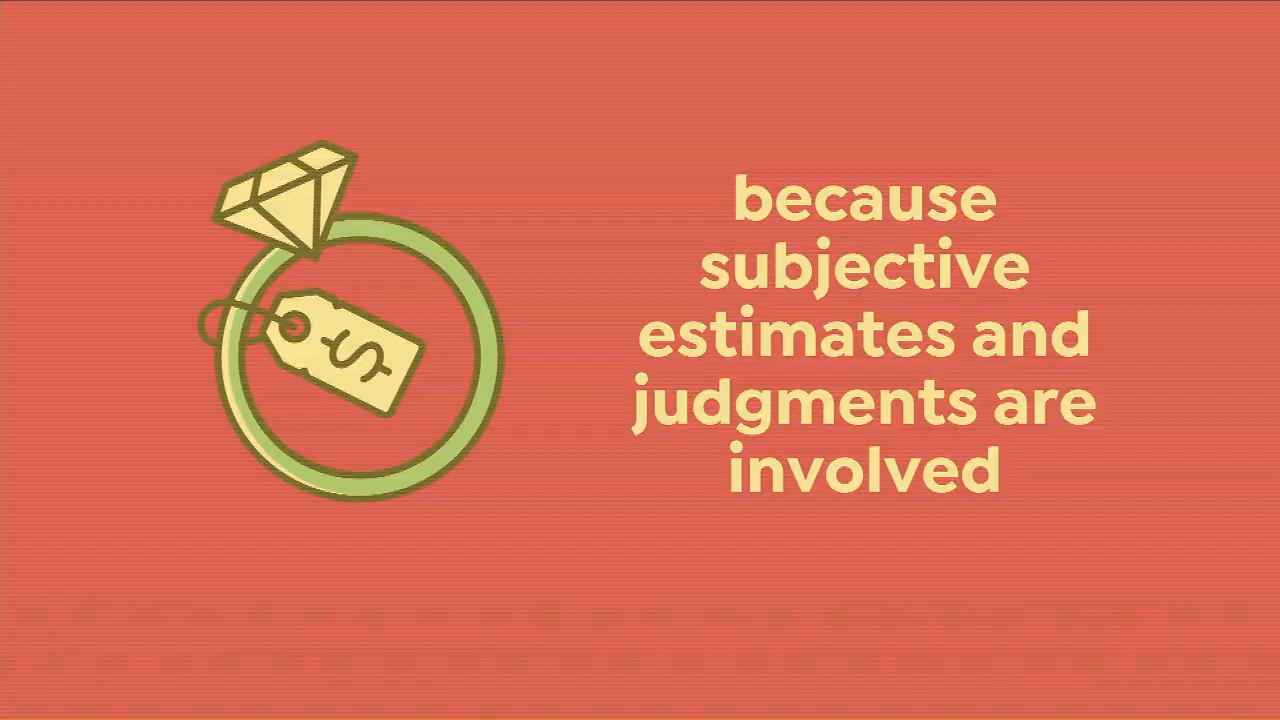 $
because
subjective
estimates and
judgments are
involved